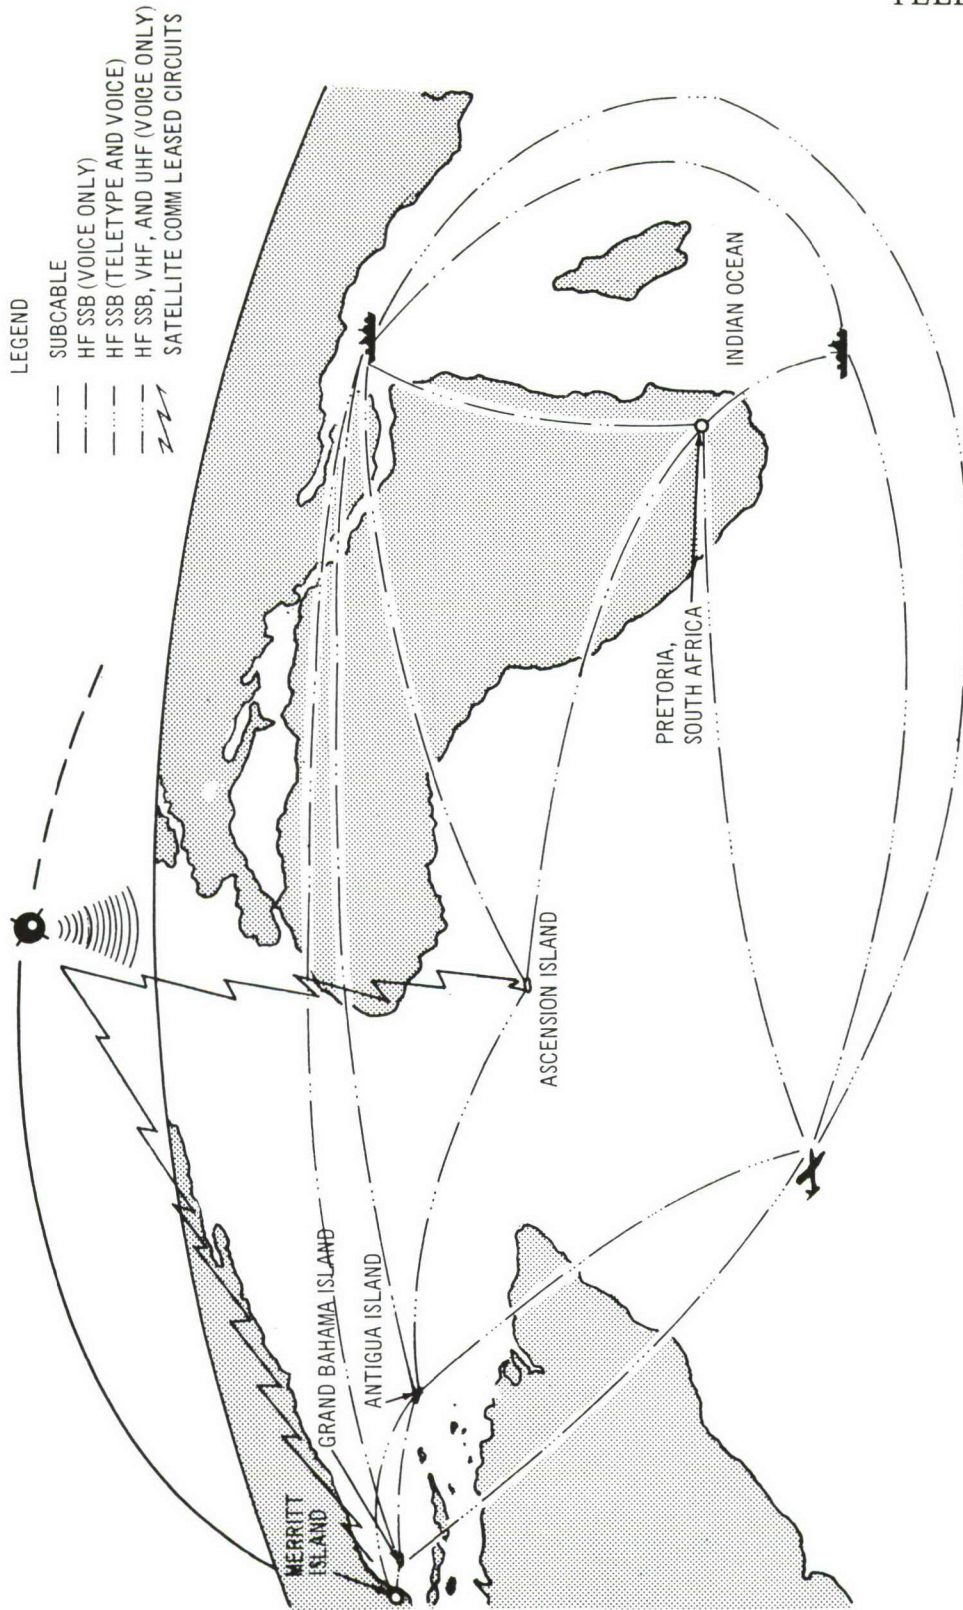 LEGEND
SUBCABLE
HF SSB (VOICE ONLY)
HF SSB (TELETYPE AND VOICE)
HF SSB, VHF, AND UHF (VOICE ONLY)
SATELLITE COMM LEASED CIRCUITS
MERRITT
ISLAND
GRAND BAHAMA ISLAND
ANTIGUA ISLAND
ASCENSION ISLAND
PRETORIA,
SOUTH AFRICA
INDIAN OCEAN